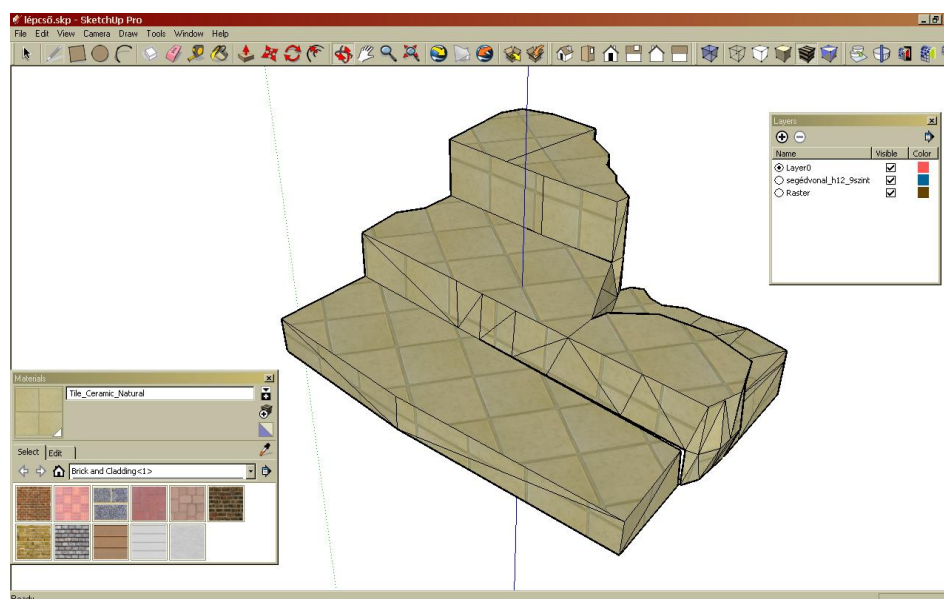 lépcső.skp - SketchUp Pro
File Edit View Camera Draw Tools Window Help
Layers
Name Visible Color
Layer0
segédvonal_h12_9szint
Raster
Materials
Tile_Ceramic_Natural
Select Edit
Brick and Cladding<1>
Ready